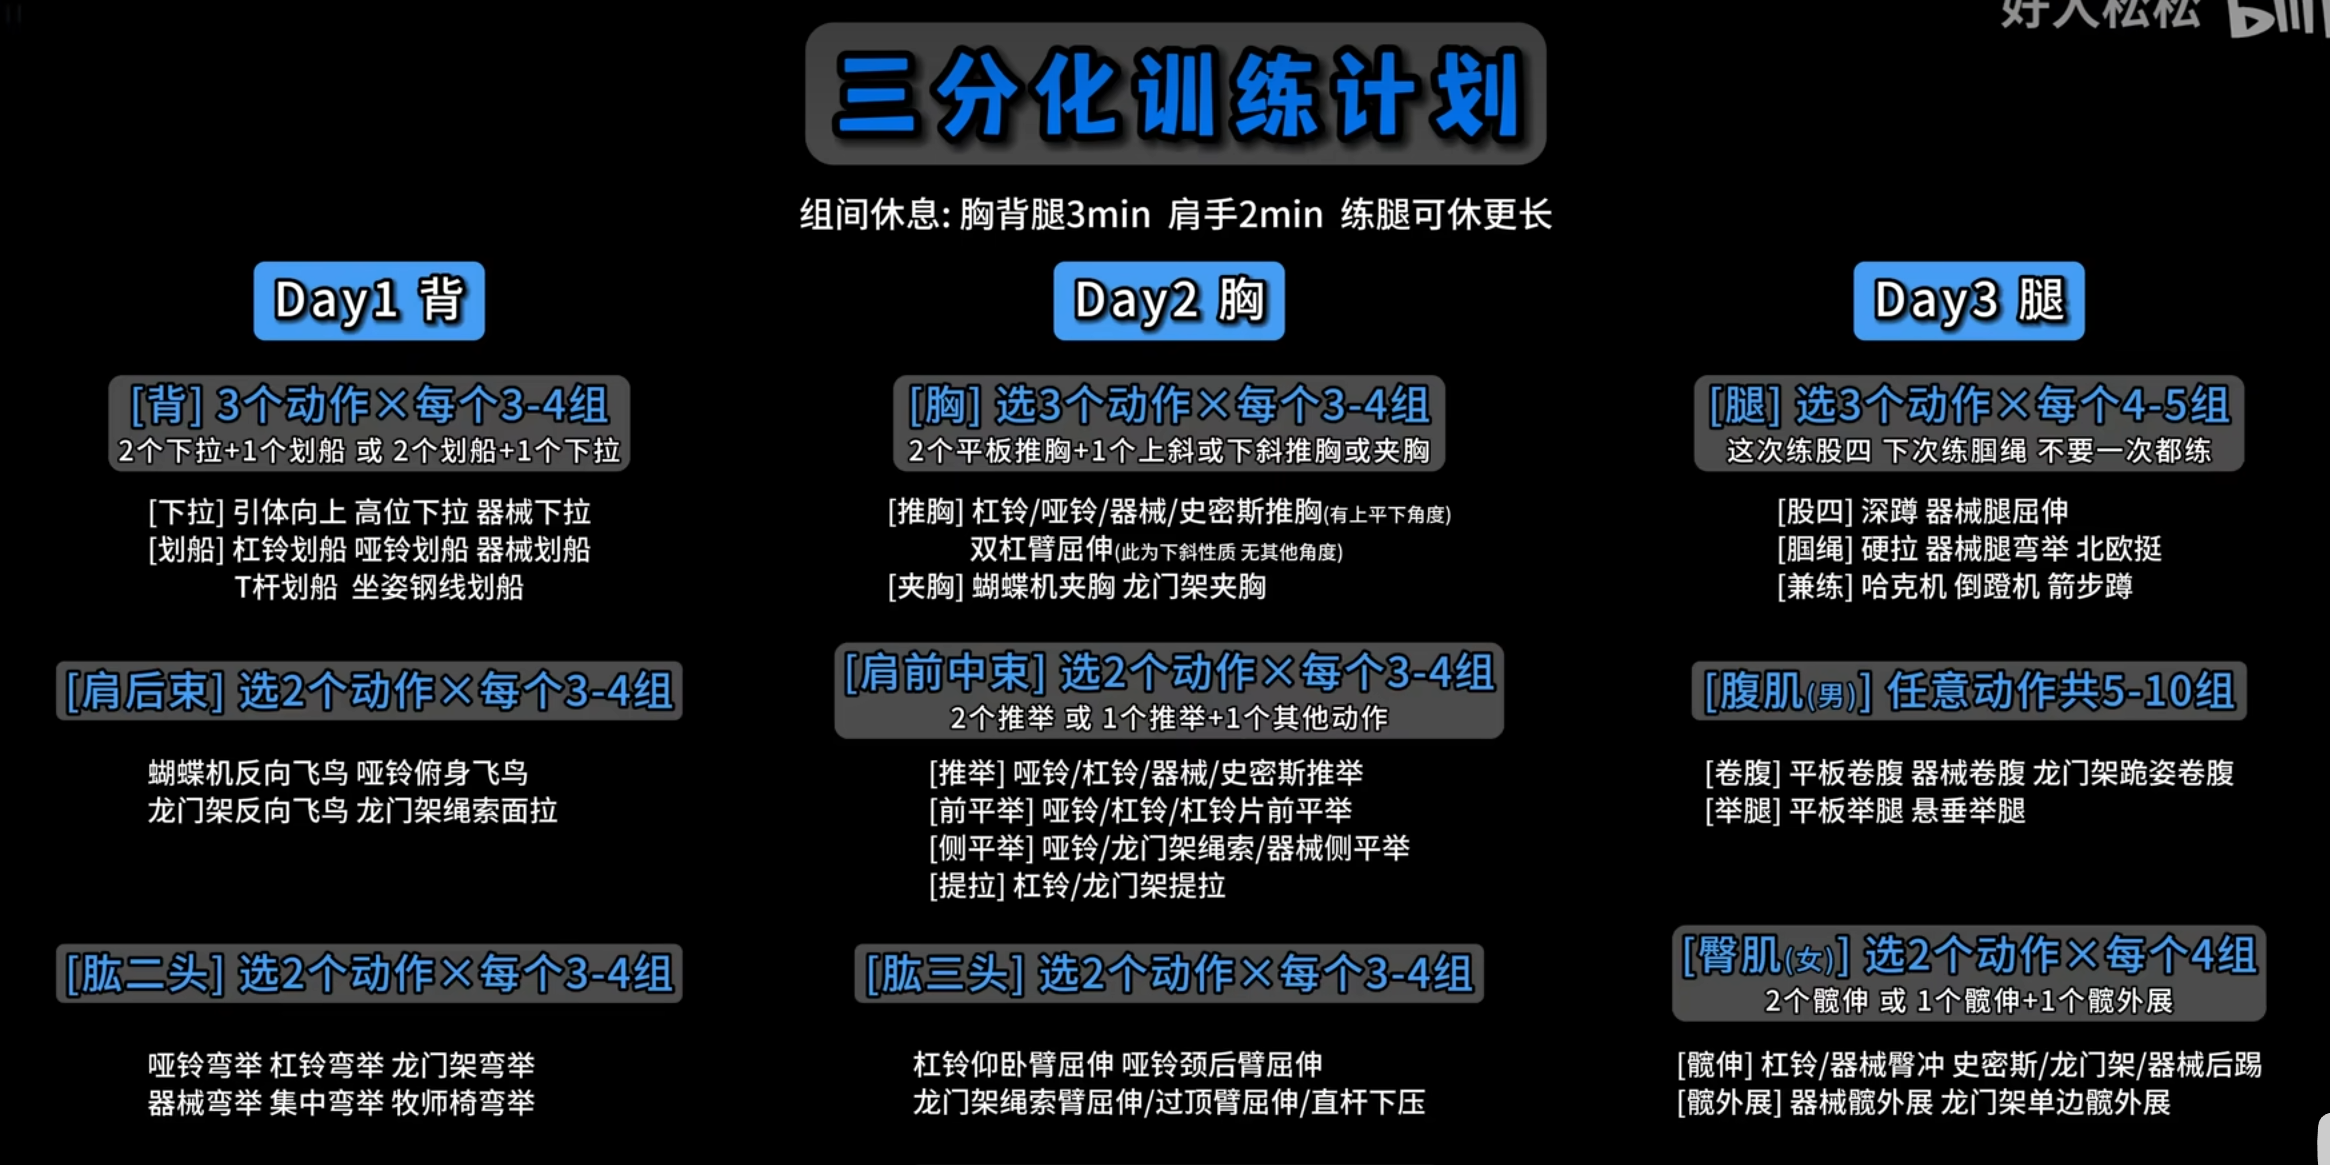 好人松松
三分化训练计划
组间休息: 胸背腿3min 肩手2min 练腿可休更长
Day1 背
[背] 3个动作×每个3-4组
2个下拉+1个划船 或 2个划船+1个下拉
[下拉] 引体向上 高位下拉 器械下拉
[划船] 杠铃划船 哑铃划船 器械划船
T杆划船 坐姿钢线划船
[肩后束] 选2个动作×每个3-4组
蝴蝶机反向飞鸟 哑铃俯身飞鸟
龙门架反向飞鸟 龙门架绳索面拉
[肱二头] 选2个动作×每个3-4组
哑铃弯举 杠铃弯举 龙门架弯举
器械弯举 集中弯举 牧师椅弯举
Day2 胸
[胸] 选3个动作×每个3-4组
2个平板推胸+1个上斜或下斜推胸或夹胸
[推胸] 杠铃/哑铃/器械/史密斯推胸(有上平下角度)
双杠臂屈伸(此为下斜性质 无其他角度)
[夹胸] 蝴蝶机夹胸 龙门架夹胸
[肩前中束] 选2个动作×每个3-4组
2个推举 或 1个推举+1个其他动作
[推举] 哑铃/杠铃/器械/史密斯推举
[前平举] 哑铃/杠铃/杠铃片前平举
[侧平举] 哑铃/龙门架绳索/器械侧平举
[提拉] 杠铃/龙门架提拉
[肱三头] 选2个动作×每个3-4组
杠铃仰卧臂屈伸 哑铃颈后臂屈伸
龙门架绳索臂屈伸/过顶臂屈伸/直杆下压
Day3 腿
[腿] 选3个动作×每个4-5组
这次练股四 下次练腘绳 不要一次都练
[股四] 深蹲 器械腿屈伸
[腘绳] 硬拉 器械腿弯举 北欧挺
[兼练] 哈克机 倒蹬机 箭步蹲
[腹肌(男)] 任意动作共5-10组
[卷腹] 平板卷腹 器械卷腹 龙门架跪姿卷腹
[举腿] 平板举腿 悬垂举腿
[臀肌(女)] 选2个动作×每个4组
2个髋伸 或 1个髋伸+1个髋外展
[髋伸] 杠铃/器械臀冲 史密斯/龙门架/器械后踢
[髋外展] 器械髋外展 龙门架单边髋外展